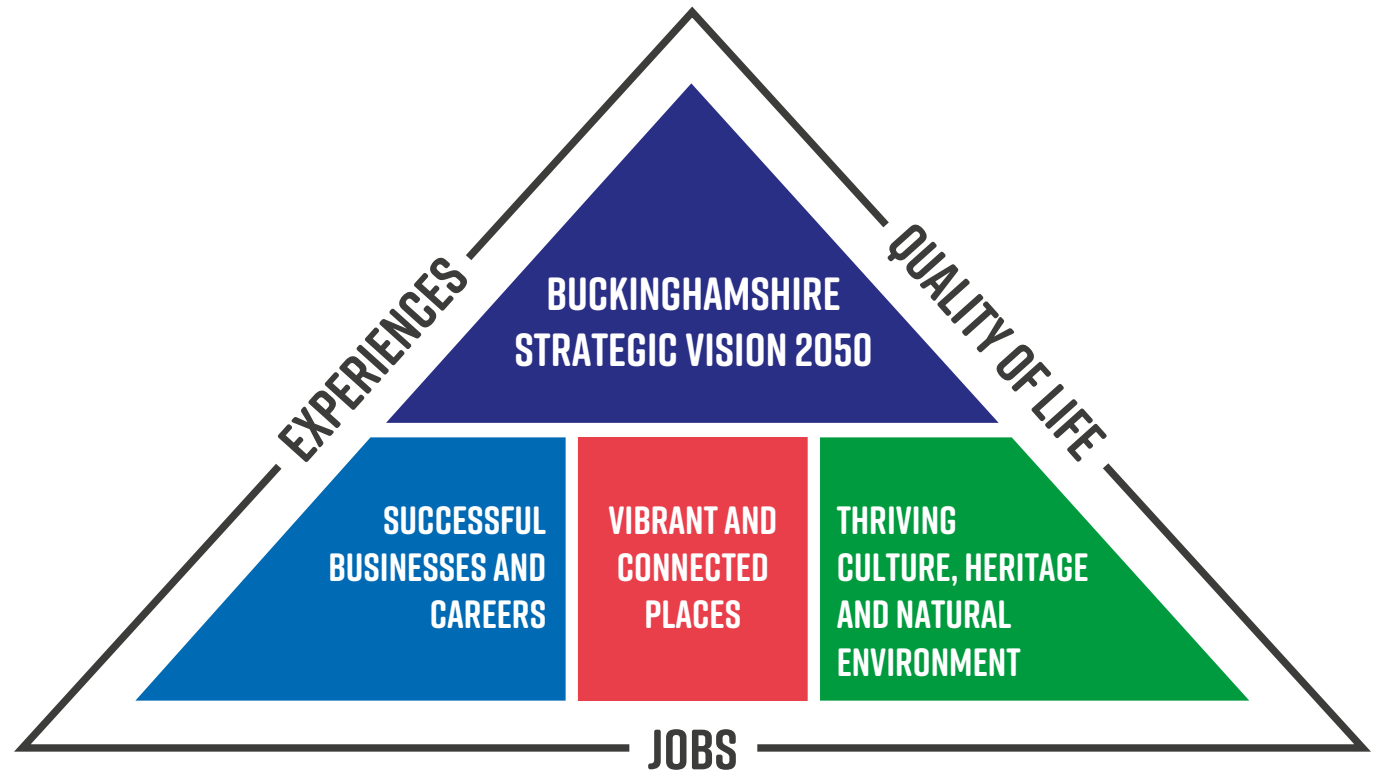 EXPERIENCES
QUALITY OF LIFE
BUCKINGHAMSHIRE
STRATEGIC VISION 2050
SUCCESSFUL
BUSINESSES AND
CAREERS
VIBRANT AND
CONNECTED
PLACES
THRIVING
CULTURE, HERITAGE
AND NATURAL
ENVIRONMENT
JOBS